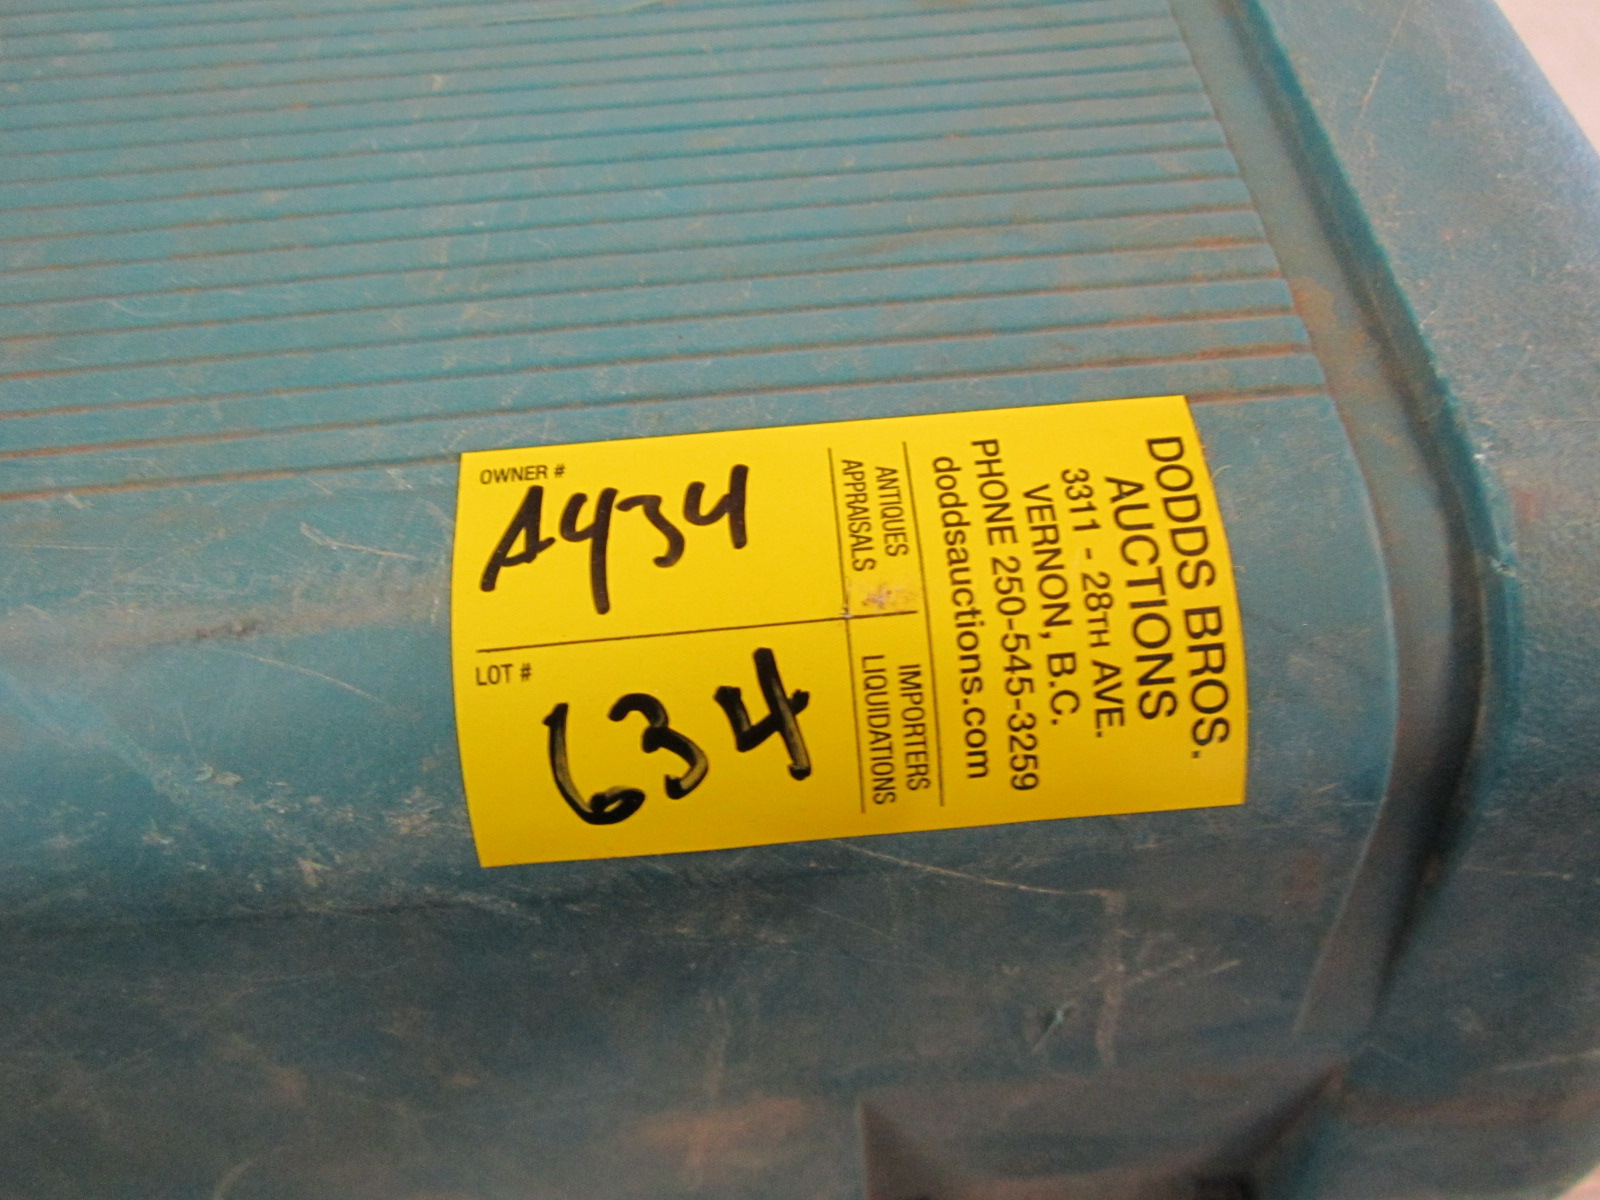 OWNER #
A434
LOT #
634
ANTIQUES
APPRAISALS
IMPORTERS
LIQUIDATIONS
DODDS BROS.
AUCTIONS
3311 - 28TH AVE.
VERNON, B.C.
PHONE 250-545-3259
doddsauctions.com